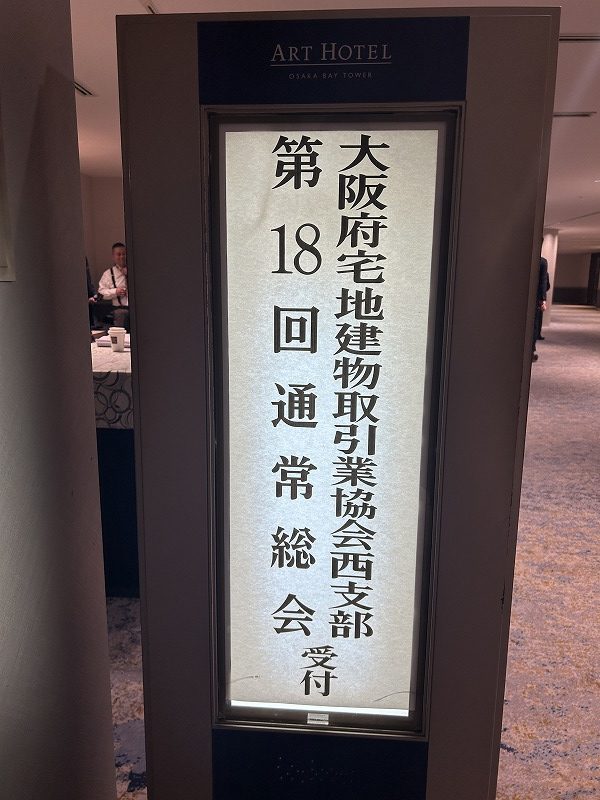 ART HOTEL
OSAKA BAY TOWER
大阪府宅地建物取引業協会西支部
第18回通常総会
受付